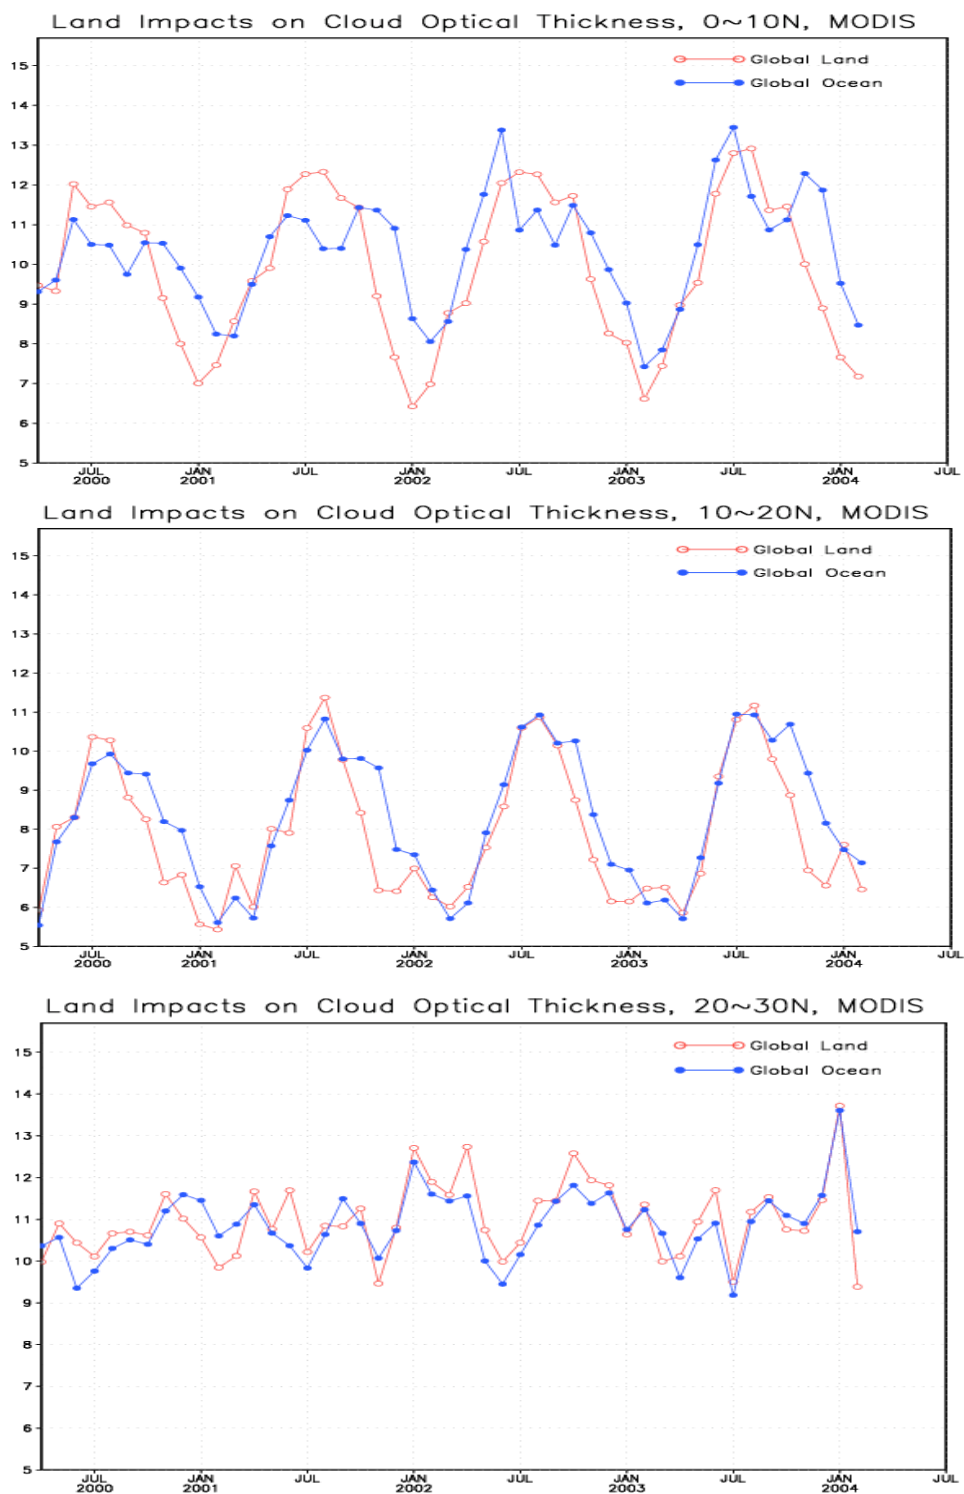 Land Impacts on Cloud Optical Thickness, 0~10N, MODIS
Global Land
Global Ocean
15
14
13
12
11
10
9
8
7
6
5
JUL JAN JUL JAN JUL JAN JUL JAN JUL
2000 2001 2002 2003 2004
Land Impacts on Cloud Optical Thickness, 10~20N, MODIS
Global Land
Global Ocean
15
14
13
12
11
10
9
8
7
6
5
JUL JAN JUL JAN JUL JAN JUL JAN JUL
2000 2001 2002 2003 2004
Land Impacts on Cloud Optical Thickness, 20~30N, MODIS
Global Land
Global Ocean
15
14
13
12
11
10
9
8
7
6
5
JUL JAN JUL JAN JUL JAN JUL JAN JUL
2000 2001 2002 2003 2004